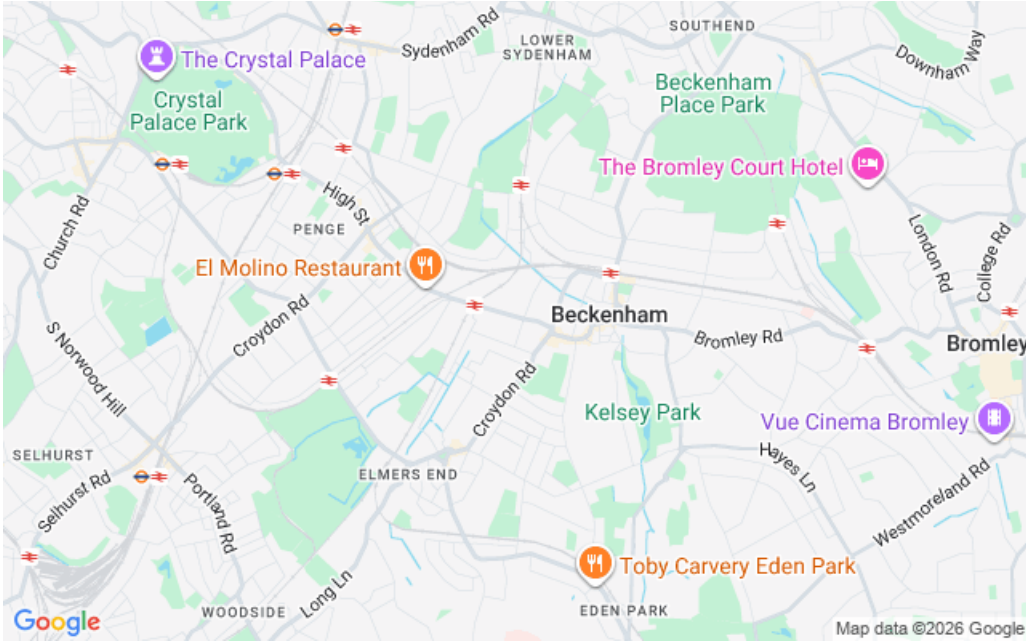 Sydenham Rd
LOWER
SYDENHAM
SOUTHEND
Downham Way
The Crystal Palace
Crystal
Palace Park
Beckenham
Place Park
The Bromley Court Hotel
High St
PENGE
Church Rd
London Rd
College Rd
El Molino Restaurant
Croydon Rd
Beckenham
Bromley Rd
Bromley
S Norwood Hill
Croydon Rd
Kelsey Park
Vue Cinema Bromley
SELHURST
Selhurst Rd
Portland Rd
ELMERS END
Hayes Ln
Westmoreland Rd
Toby Carvery Eden Park
Long Ln
WOODSIDE
EDEN PARK
Google
Map data ©2026 Google